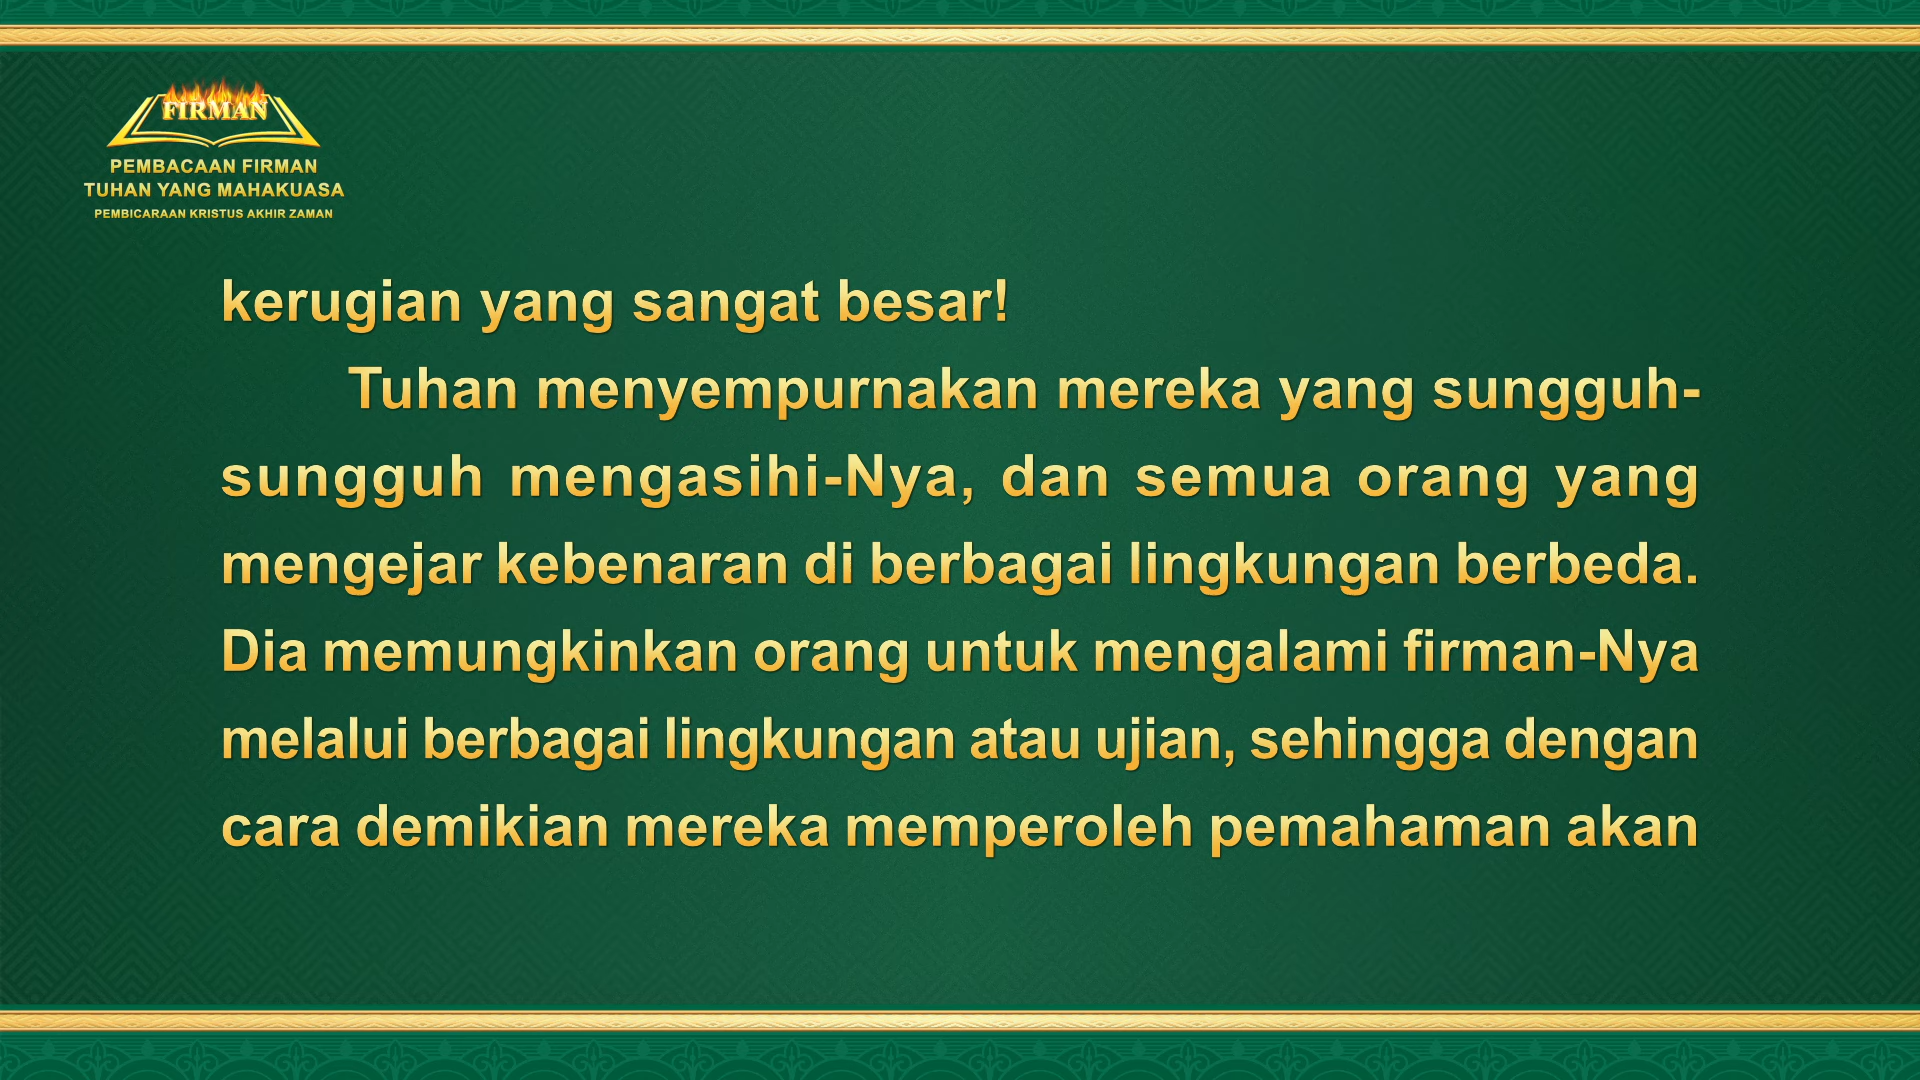 FIRMAN
PEMBACAAN FIRMAN
TUHAN YANG MAHAKUASA
PEMBICARAAN KRISTUS AKHIR ZAMAN
kerugian yang sangat besar!
Tuhan menyempurnakan mereka yang sungguh-
sungguh mengasihi-Nya, dan semua orang yang
mengejar kebenaran di berbagai lingkungan berbeda.
Dia memungkinkan orang untuk mengalami firman-Nya
melalui berbagai lingkungan atau ujian, sehingga dengan
cara demikian mereka memperoleh pemahaman akan